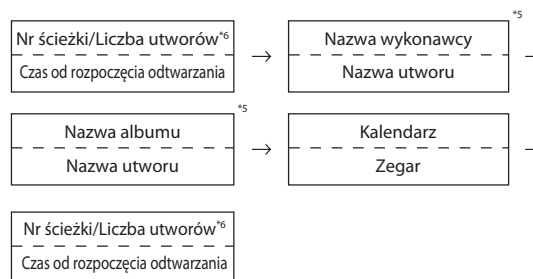 Nr ścieżki/Liczba utworów*6
Czas od rozpoczęcia odtwarzania
→
*5
Nazwa wykonawcy
Nazwa utworu
*5
Nazwa albumu
Nazwa utworu
→
Kalendarz
Zegar
Nr ścieżki/Liczba utworów*6
Czas od rozpoczęcia odtwarzania